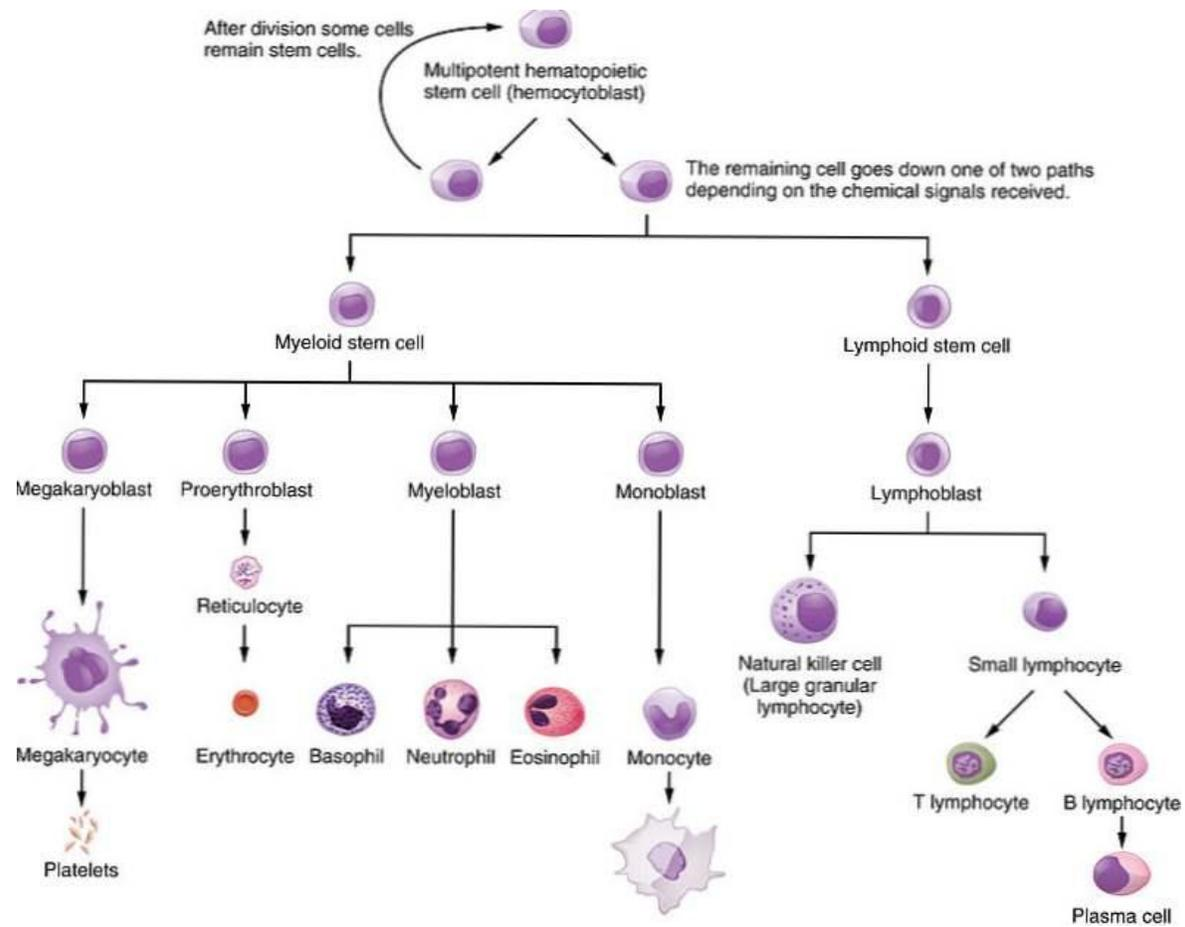 After division some cells
remain stem cells.
Multipotent hematopoietic
stem cell (hemocytoblast)
The remaining cell goes down one of two paths
depending on the chemical signals received.
Myeloid stem cell
Lymphoid stem cell
Megakaryoblast
Proerythroblast
Myeloblast
Monoblast
Lymphoblast
Reticulocyte
Natural killer cell
(Large granular
lymphocyte)
Small lymphocyte
Megakaryocyte
Erythrocyte
Basophil
Neutrophil
Eosinophil
Monocyte
T lymphocyte
B lymphocyte
Platelets
Plasma cell